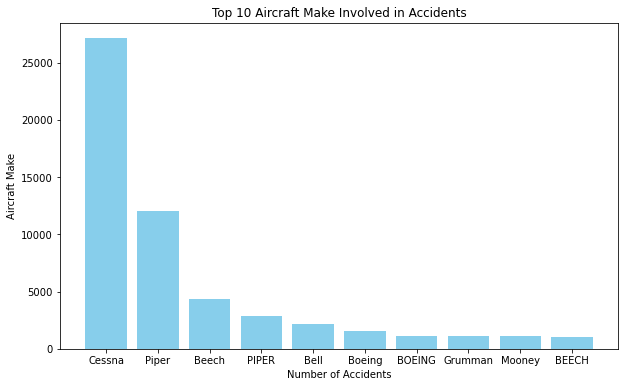 Top 10 Aircraft Make Involved in Accidents
Aircraft Make
25000
20000
15000
10000
5000
0
Cessna Piper Beech PIPER Bell Boeing BOEING Grumman Mooney BEECH
Number of Accidents